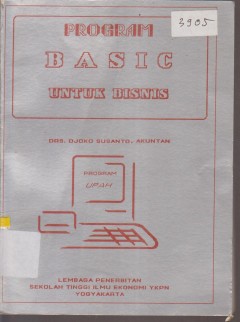 PROGRAM
3905
BASIC
UNTUK BISNIS
DRS. DJOKO SUSANTO, AKUNTAN
PROGRAM
UPAH
LEMBAGA PENERBITAN
SEKOLAH TINGGI ILMU EKONOMI YKPN
YOGYAKARTA